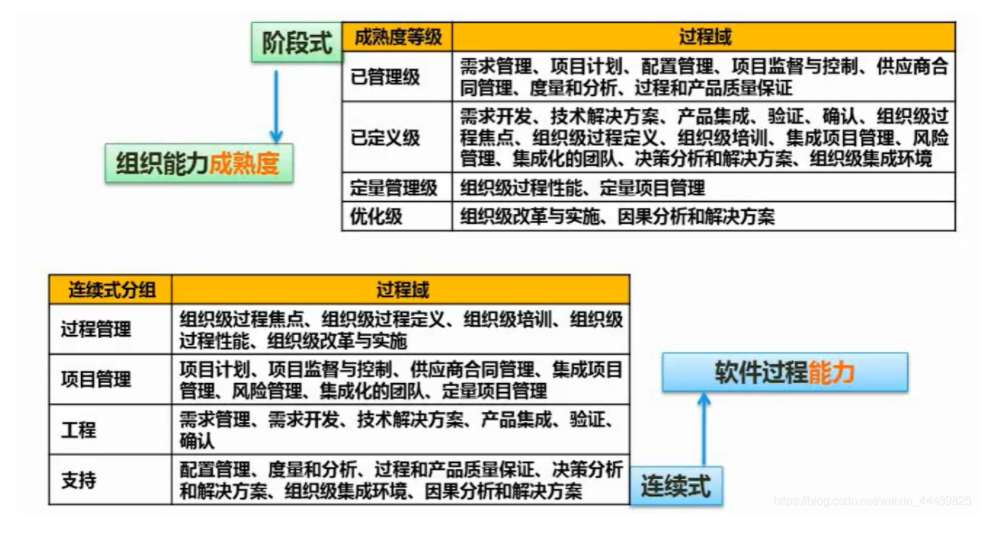 阶段式
成熟度等级 过程域
已管理级 需求管理、项目计划、配置管理、项目监督与控制、供应商合
同管理、度量和分析、过程和产品质量保证
已定义级 需求开发、技术解决方案、产品集成、验证、确认、组织级过
程焦点、组织级过程定义、组织级培训、集成项目管理、风险
管理、集成化的团队、决策分析和解决方案、组织级集成环境
定量管理级 组织级过程性能、定量项目管理
优化级 组织级改革与实施、因果分析和解决方案
组织能力成熟度
连续式分组 过程域
过程管理 组织级过程焦点、组织级过程定义、组织级培训、组织级
过程性能、组织级改革与实施
项目管理 项目计划、项目监督与控制、供应商合同管理、集成项目
管理、风险管理、集成化的团队、定量项目管理
工程 需求管理、需求开发、技术解决方案、产品集成、验证、
确认
支持 配置管理、度量和分析、过程和产品质量保证、决策分析
和解决方案、组织级集成环境、因果分析和解决方案
软件过程能力
连续式
https://blog.csdn.net/weixin_44489825